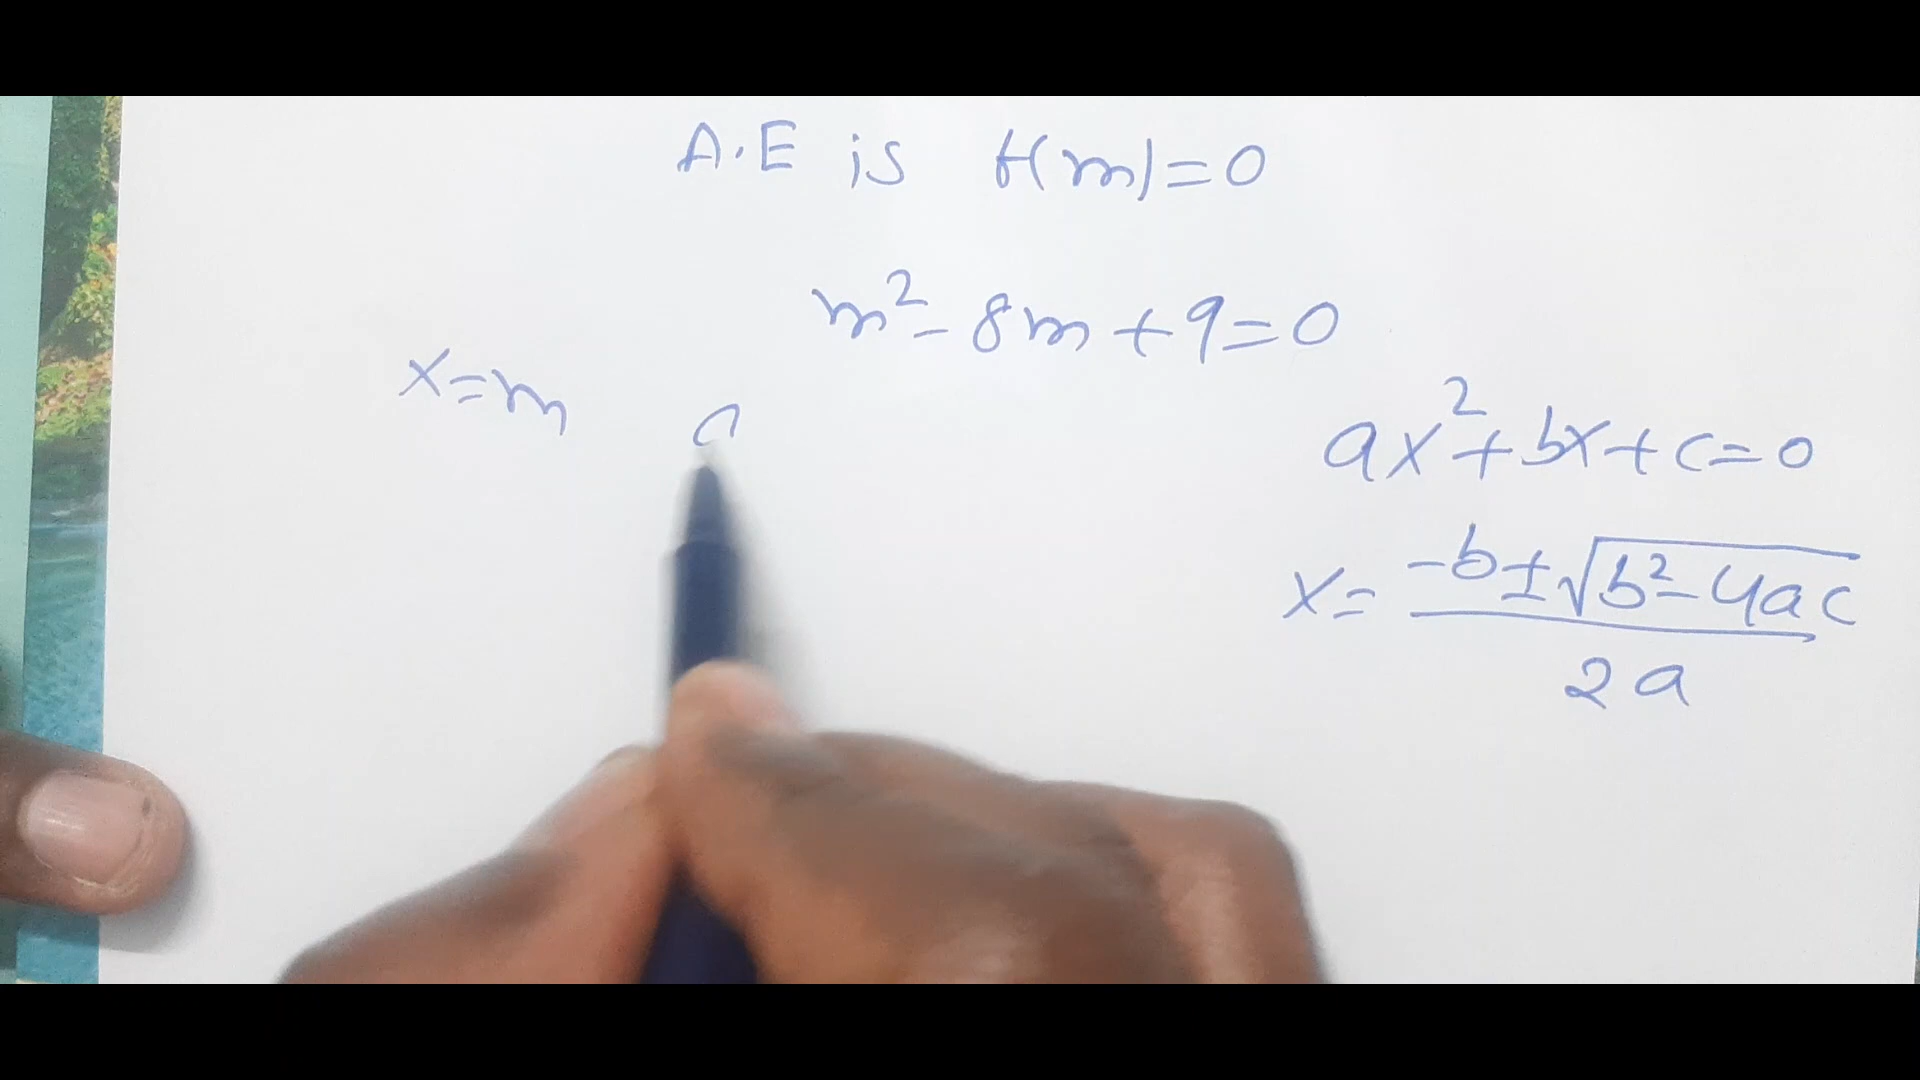 A.E is f(m)=0
m²-8m+9=0
x=m a
ax²+bx+c=0
x= -b±√b²-4ac
2a